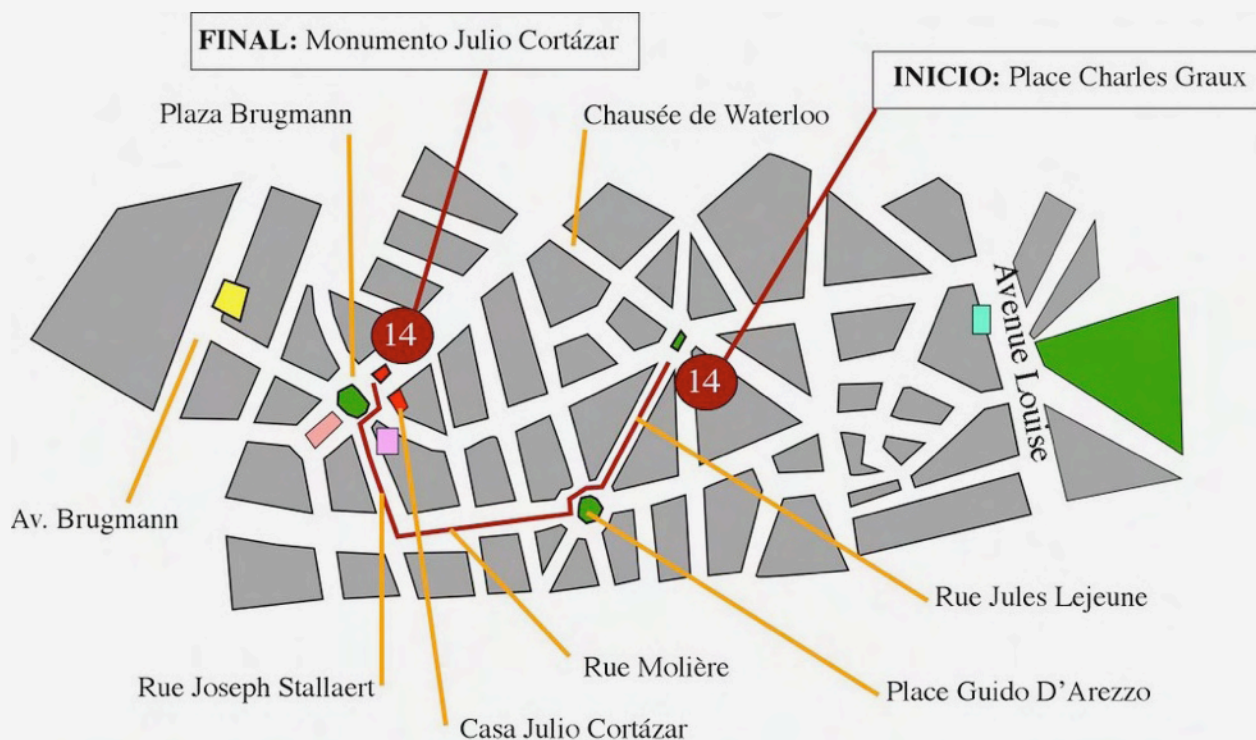 FINAL: Monumento Julio Cortázar
INICIO: Place Charles Graux
Plaza Brugmann
Chausée de Waterloo
14
14
Avenue Louise
Av. Brugmann
Rue Jules Lejeune
Rue Molière
Rue Joseph Stallaert
Place Guido D'Arezzo
Casa Julio Cortázar